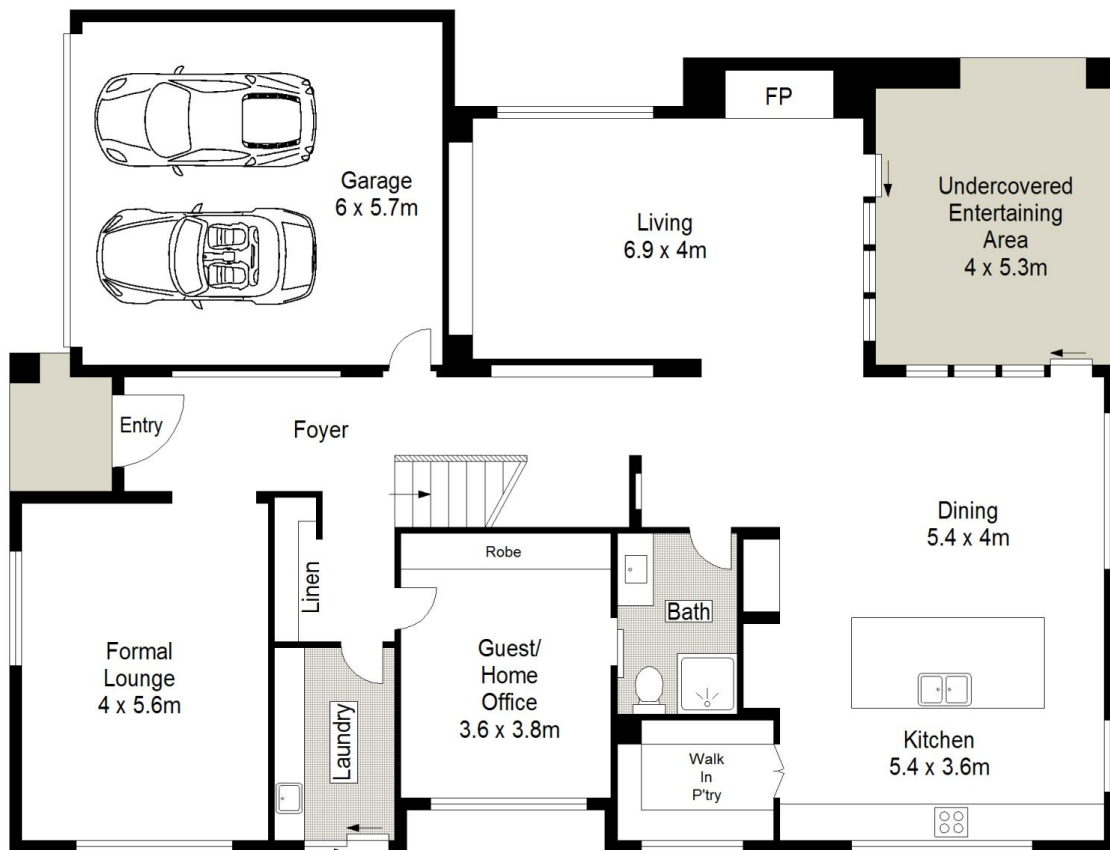 FP
Garage
6 x 5.7m
Living
6.9 x 4m
Undercovered
Entertaining
Area
4 x 5.3m
Entry
Foyer
Dining
5.4 x 4m
Robe
Linen
Bath
Formal
Lounge
4 x 5.6m
Guest/
Home
Office
3.6 x 3.8m
Laundry
Walk
In
P'try
Kitchen
5.4 x 3.6m